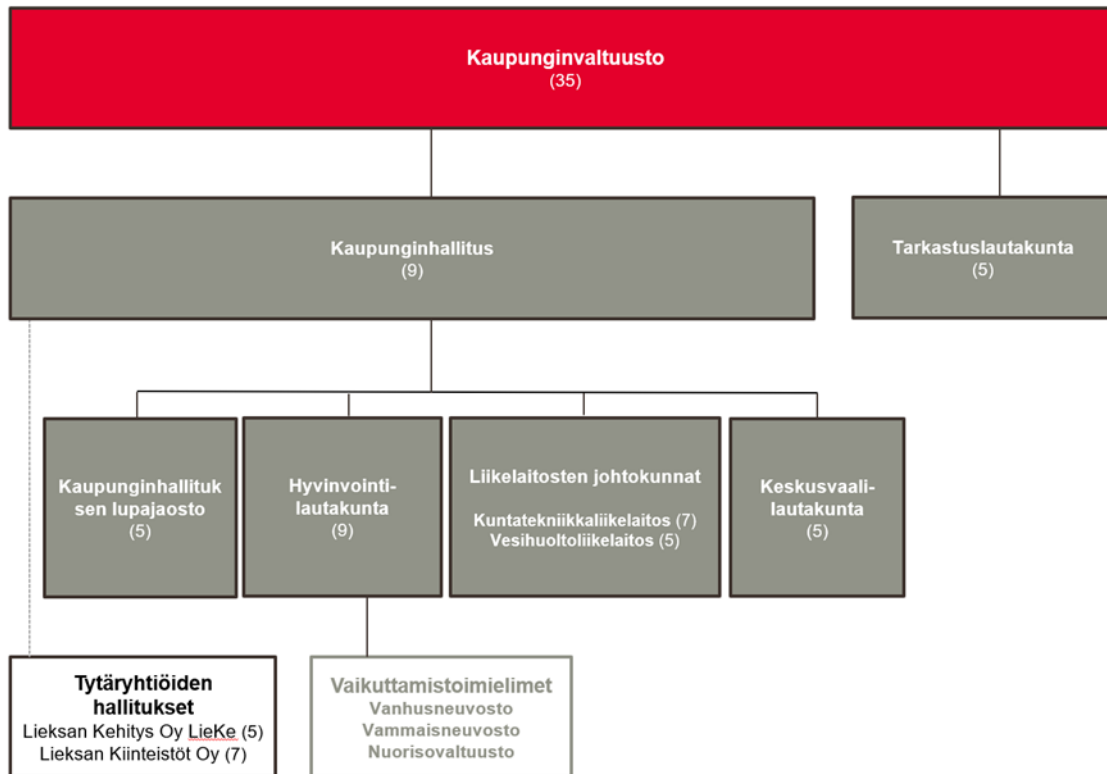 Kaupunginvaltuusto
(35)
Kaupunginhallitus
(9)
Tarkastuslautakunta
(5)
Kaupunginhallituk
sen lupajaosto
(5)
Hyvinvointi-
lautakunta
(9)
Liikelaitosten johtokunnat
Kuntatekniikkaliikelaitos (7)
Vesihuoltoliikelaitos (5)
Keskusvaali-
lautakunta
(5)
Tytäryhtiöiden
hallitukset
Lieksan Kehitys Oy LieKe (5)
Lieksan Kiinteistöt Oy (7)
Vaikuttamistoimielimet
Vanhusneuvosto
Vammaisneuvosto
Nuorisovaltuusto